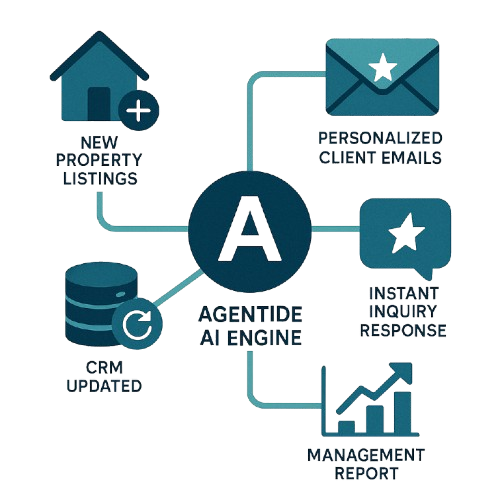 NEW
PROPERTY
LISTINGS
PERSONALIZED
CLIENT EMAILS
A
AGENTIDE
AI ENGINE
INSTANT
INQUIRY
RESPONSE
CRM
UPDATED
MANAGEMENT
REPORT